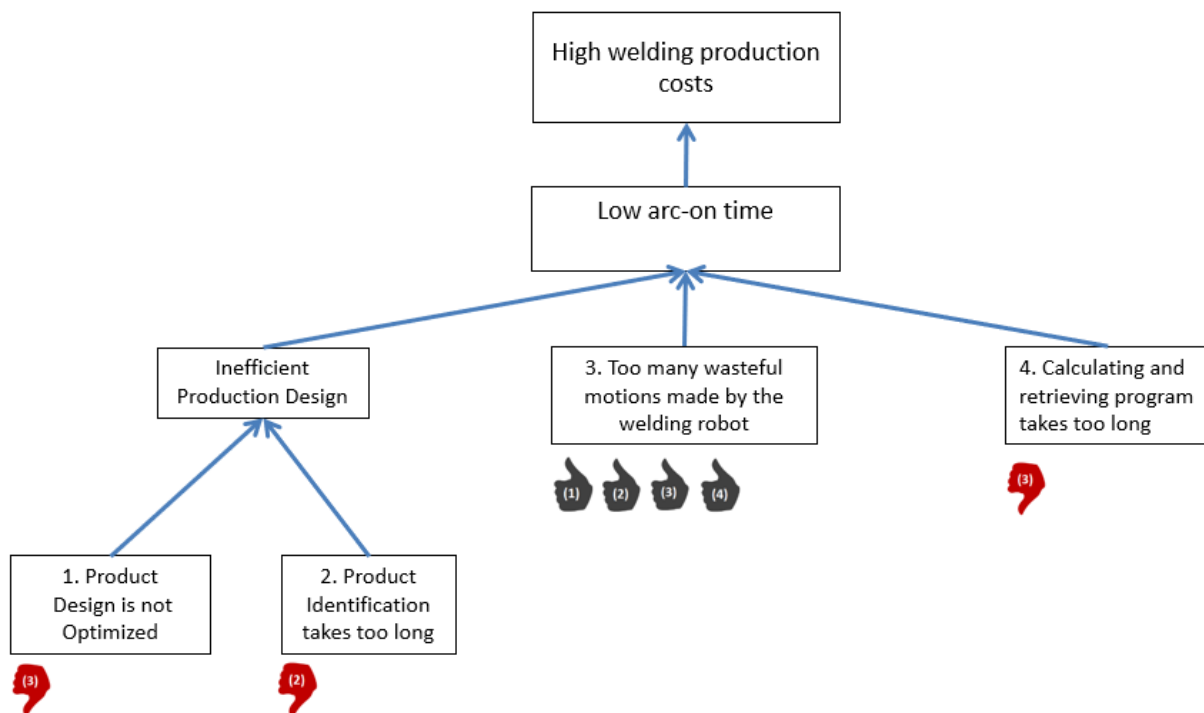 High welding production
costs
Low arc-on time
Inefficient
Production Design
3. Too many wasteful
motions made by the
welding robot
4. Calculating and
retrieving program
takes too long
(1) (2) (3) (4)
(3)
1. Product
Design is not
Optimized
2. Product
Identification
takes too long
(3)
(2)